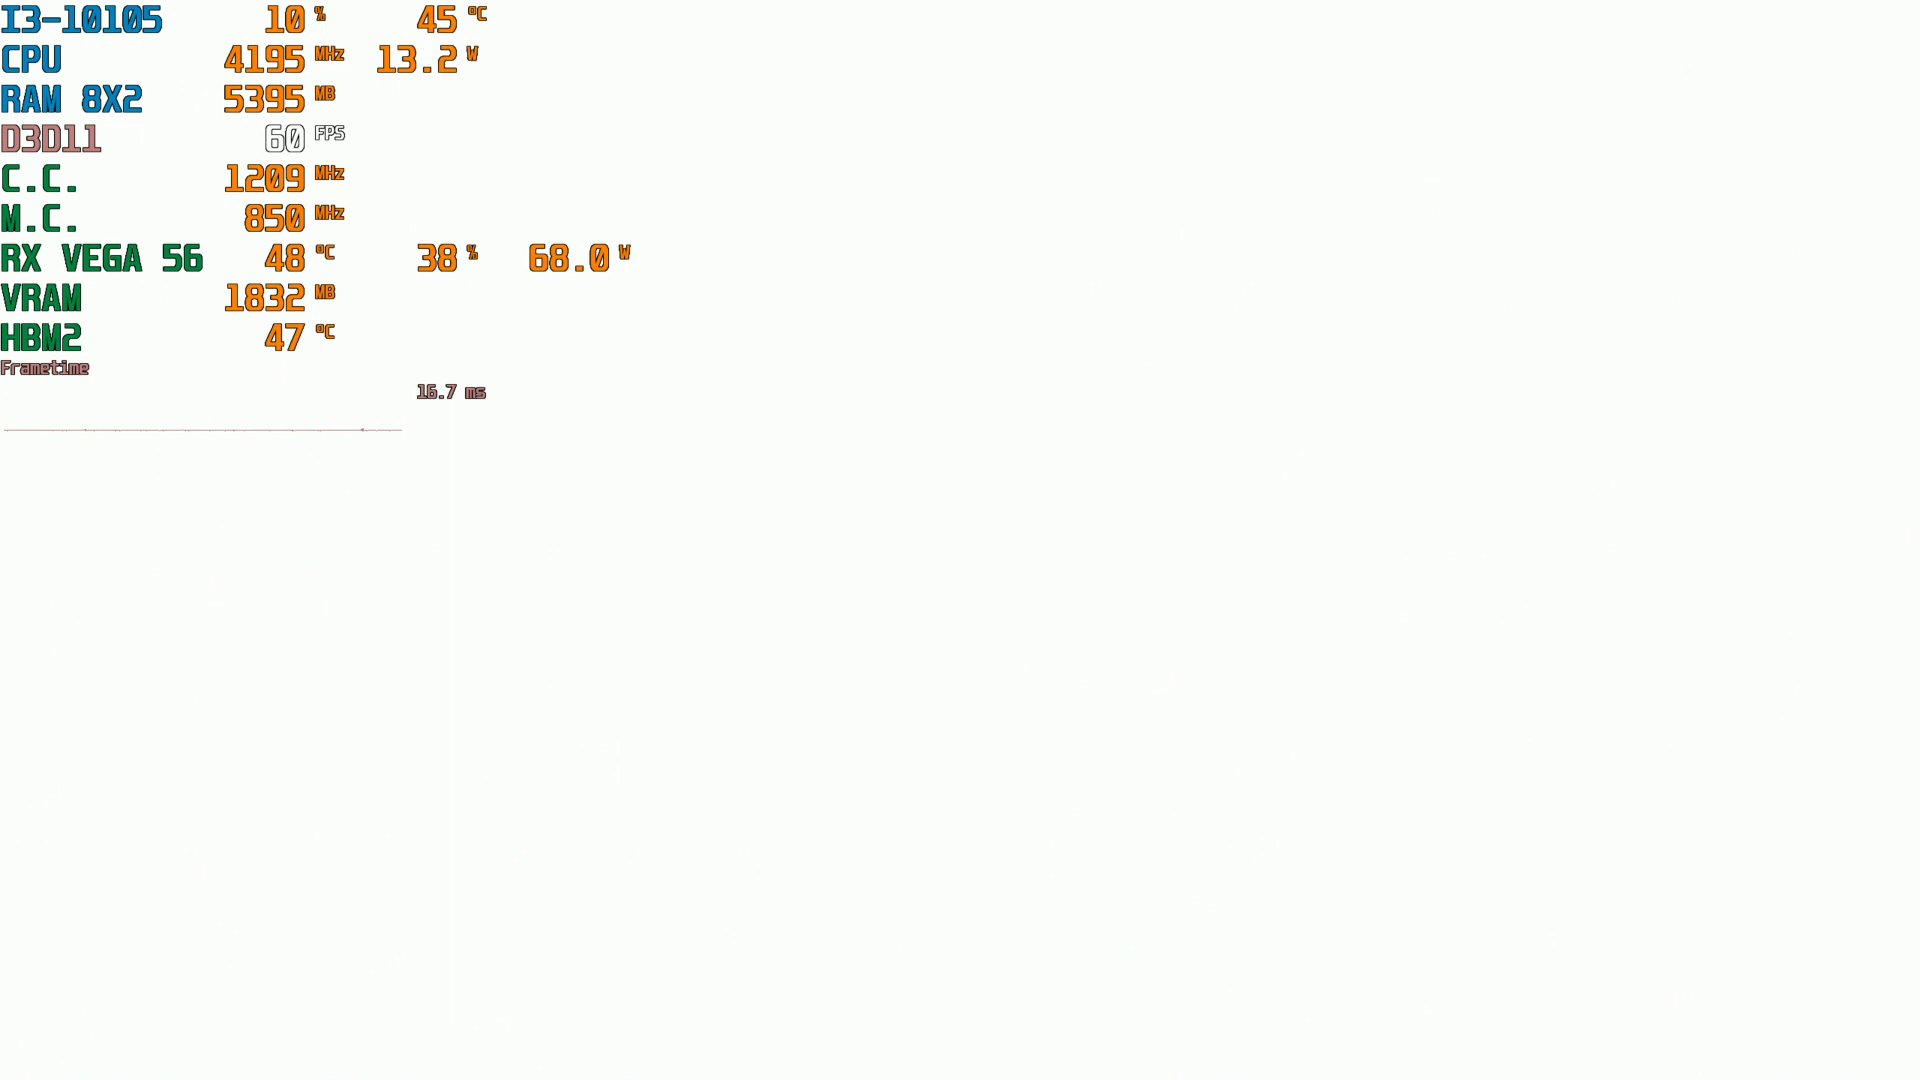 I3-10105 10 % 45 °C
CPU 4195 MHz 13.2 W
RAM 8X2 5395 MB
D3D11 60 FPS
C.C. 1209 MHz
M.C. 850 MHz
RX VEGA 56 48 °C 38 % 68.0 W
VRAM 1832 MB
HBM2 47 °C
Frametime
16.7 ms